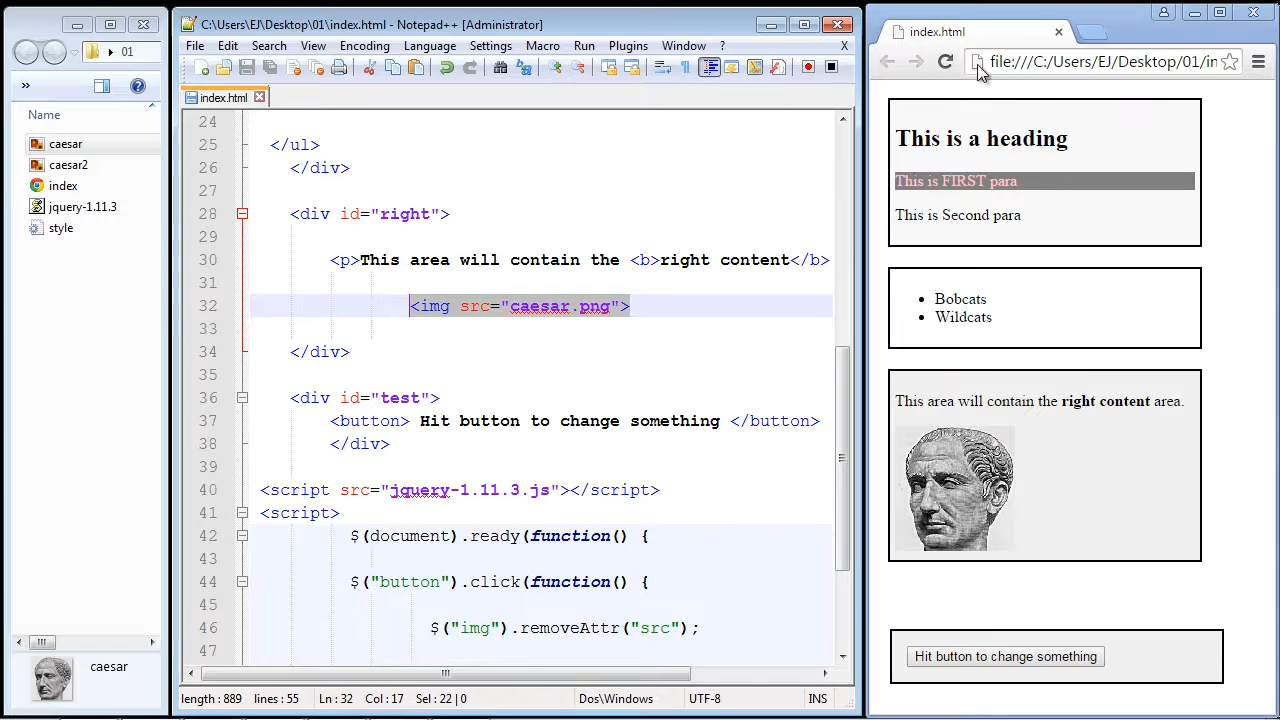 01
»
Name
caesar
caesar2
index
jquery-1.11.3
style
caesar
C:\Users\EJ\Desktop\01\index.html - Notepad++ [Administrator]
File Edit Search View Encoding Language Settings Macro Run Plugins Window ? X
index.html
24
25 </ul>
26 </div>
27
28 <div id="right">
29
30 <p>This area will contain the <b>right content</b>
31
32 <img src="caesar.png">
33
34 </div>
35
36 <div id="test">
37 <button> Hit button to change something </button>
38 </div>
39
40 <script src="jquery-1.11.3.js"></script>
41 <script>
42 $(document).ready(function() {
43
44 $("button").click(function() {
45
46 $("img").removeAttr("src");
47
length : 889 lines : 55 Ln : 32 Col : 17 Sel : 22 | 0 Dos\Windows UTF-8 INS
index.html
file:///C:/Users/EJ/Desktop/01/in
This is a heading
This is FIRST para
This is Second para
• Bobcats
• Wildcats
This area will contain the right content area.
Hit button to change something